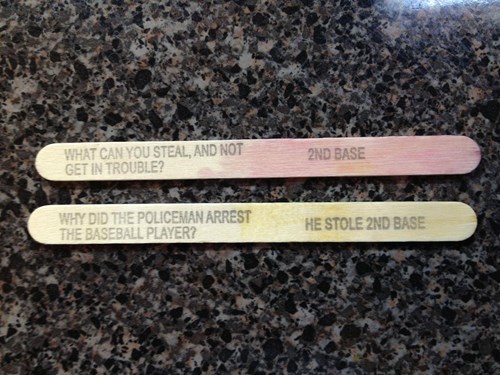 WHAT CAN YOU STEAL, AND NOT
GET IN TROUBLE?
2ND BASE
WHY DID THE POLICEMAN ARREST
THE BASEBALL PLAYER?
HE STOLE 2ND BASE